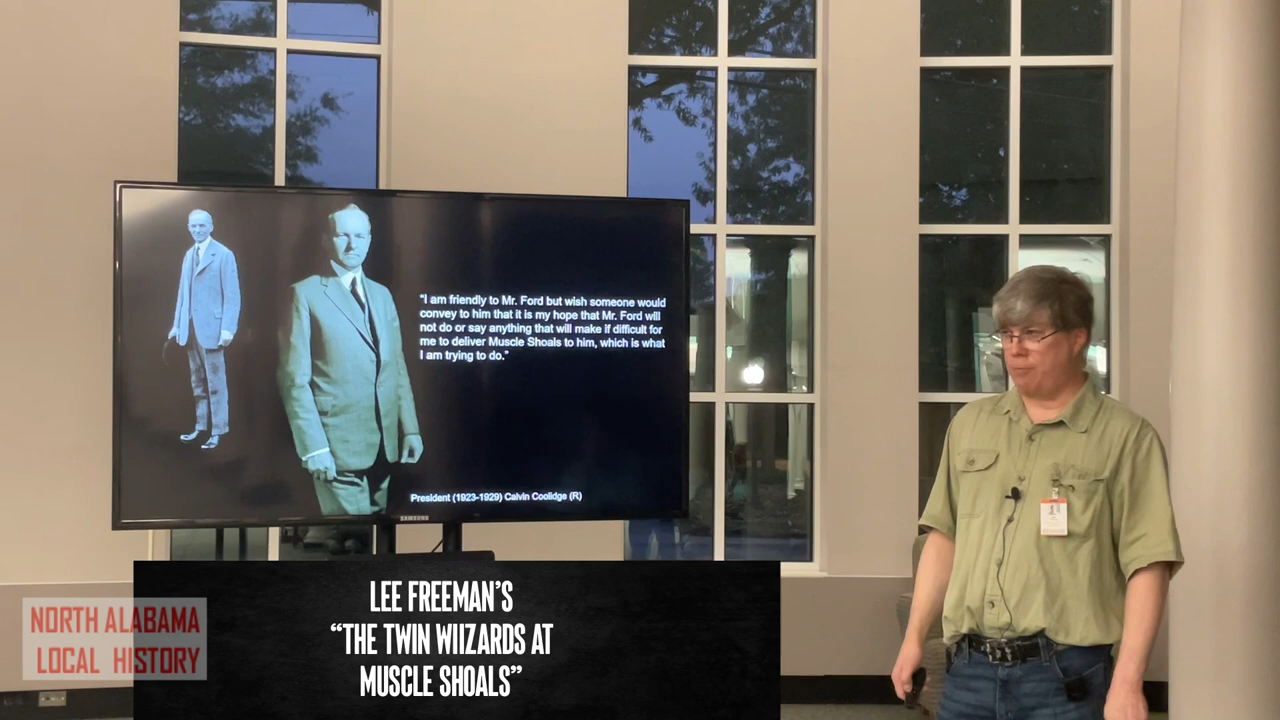 "I am friendly to Mr. Ford but wish someone would
convey to him that it is my hope that Mr. Ford will
not do or say anything that will make if difficult for
me to deliver Muscle Shoals to him, which is what
I am trying to do."
President (1923-1929) Calvin Coolidge (R)
SAMSUNG
LEE FREEMAN'S
"THE TWIN WIIZARDS AT
MUSCLE SHOALS"
NORTH ALABAMA
LOCAL HISTORY